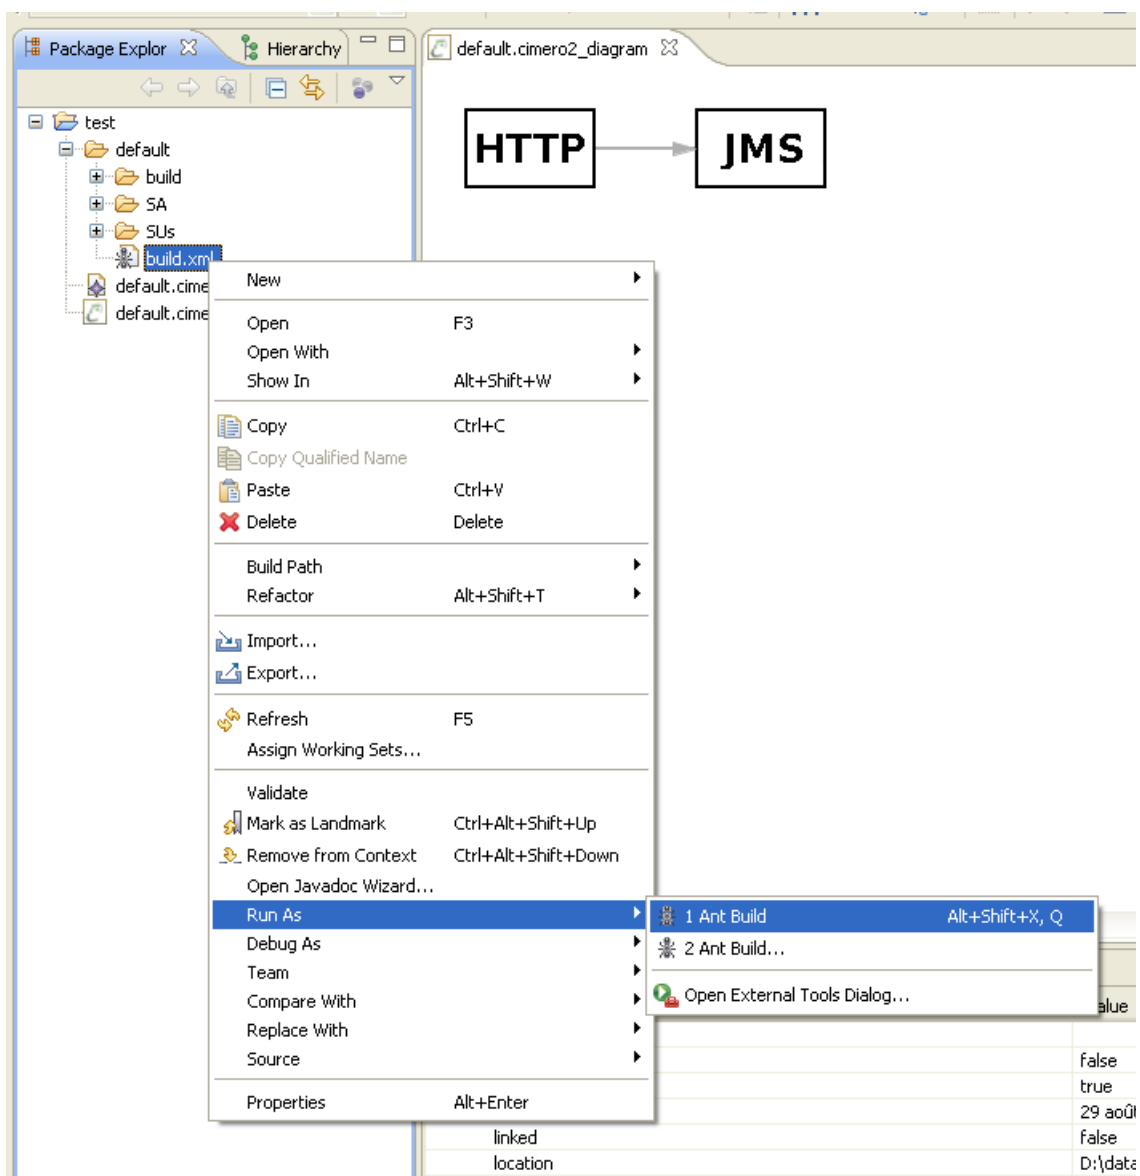 Package Explor
Hierarchy
default.cimero2_diagram
test
default
build
SA
SUs
build.xml
default.cime
default.cime
HTTP
JMS
New
Open F3
Open With
Show In Alt+Shift+W
Copy Ctrl+C
Copy Qualified Name
Paste Ctrl+V
Delete Delete
Build Path
Refactor Alt+Shift+T
Import...
Export...
Refresh F5
Assign Working Sets...
Validate
Mark as Landmark Ctrl+Alt+Shift+Up
Remove from Context Ctrl+Alt+Shift+Down
Open Javadoc Wizard...
Run As
1 Ant Build Alt+Shift+X, Q
Debug As
2 Ant Build...
Team
Compare With
Open External Tools Dialog...
alue
Replace With
Source
false
true
Properties Alt+Enter
29 août
linked false
location D:\data